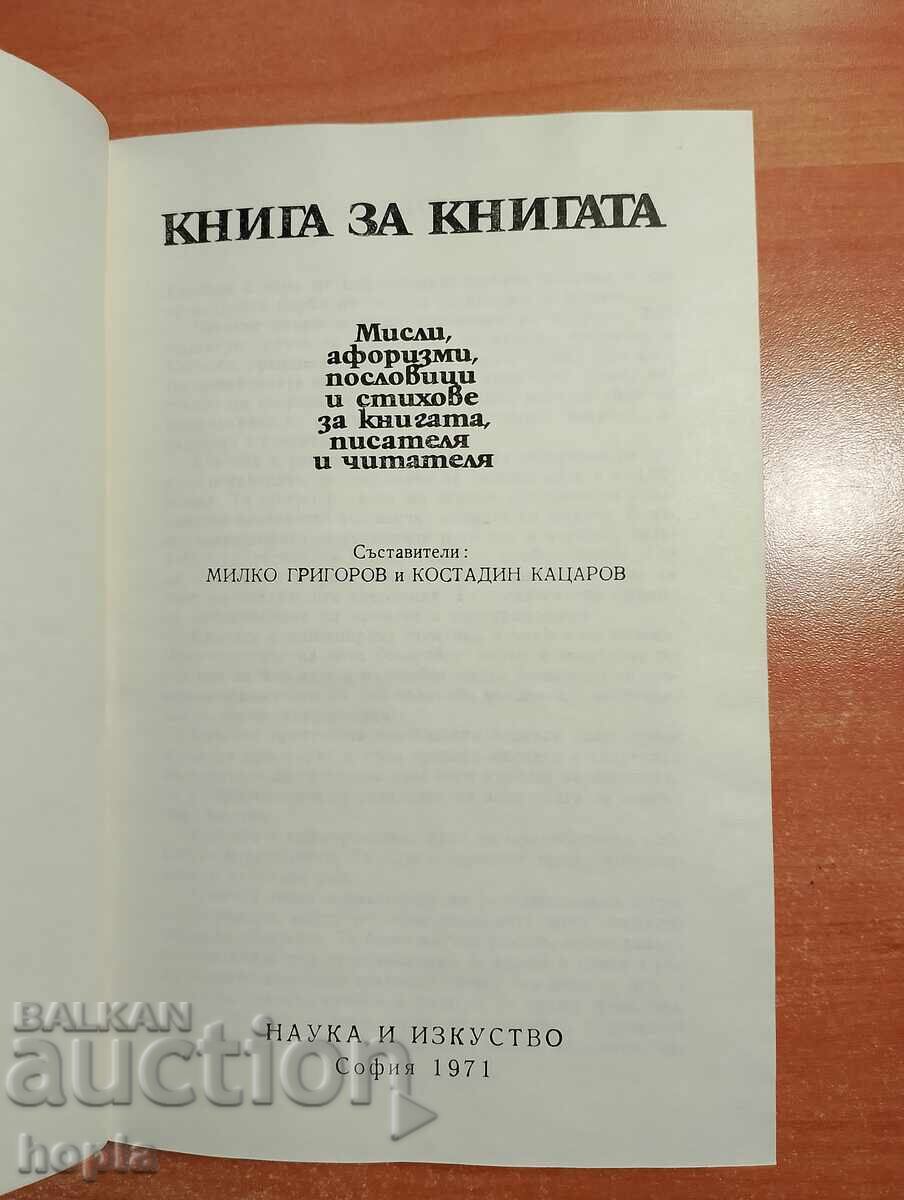 КНИГА ЗА КНИГАТА
Мисли,
афоризми,
пословици
и стихове
за книгата,
писателя
и читателя
Съставители:
МИЛКО ГРИГОРОВ и КОСТАДИН КАЦАРОВ
НАУКА И ИЗКУСТВО
София 1971
BALKAN
auction
hopla